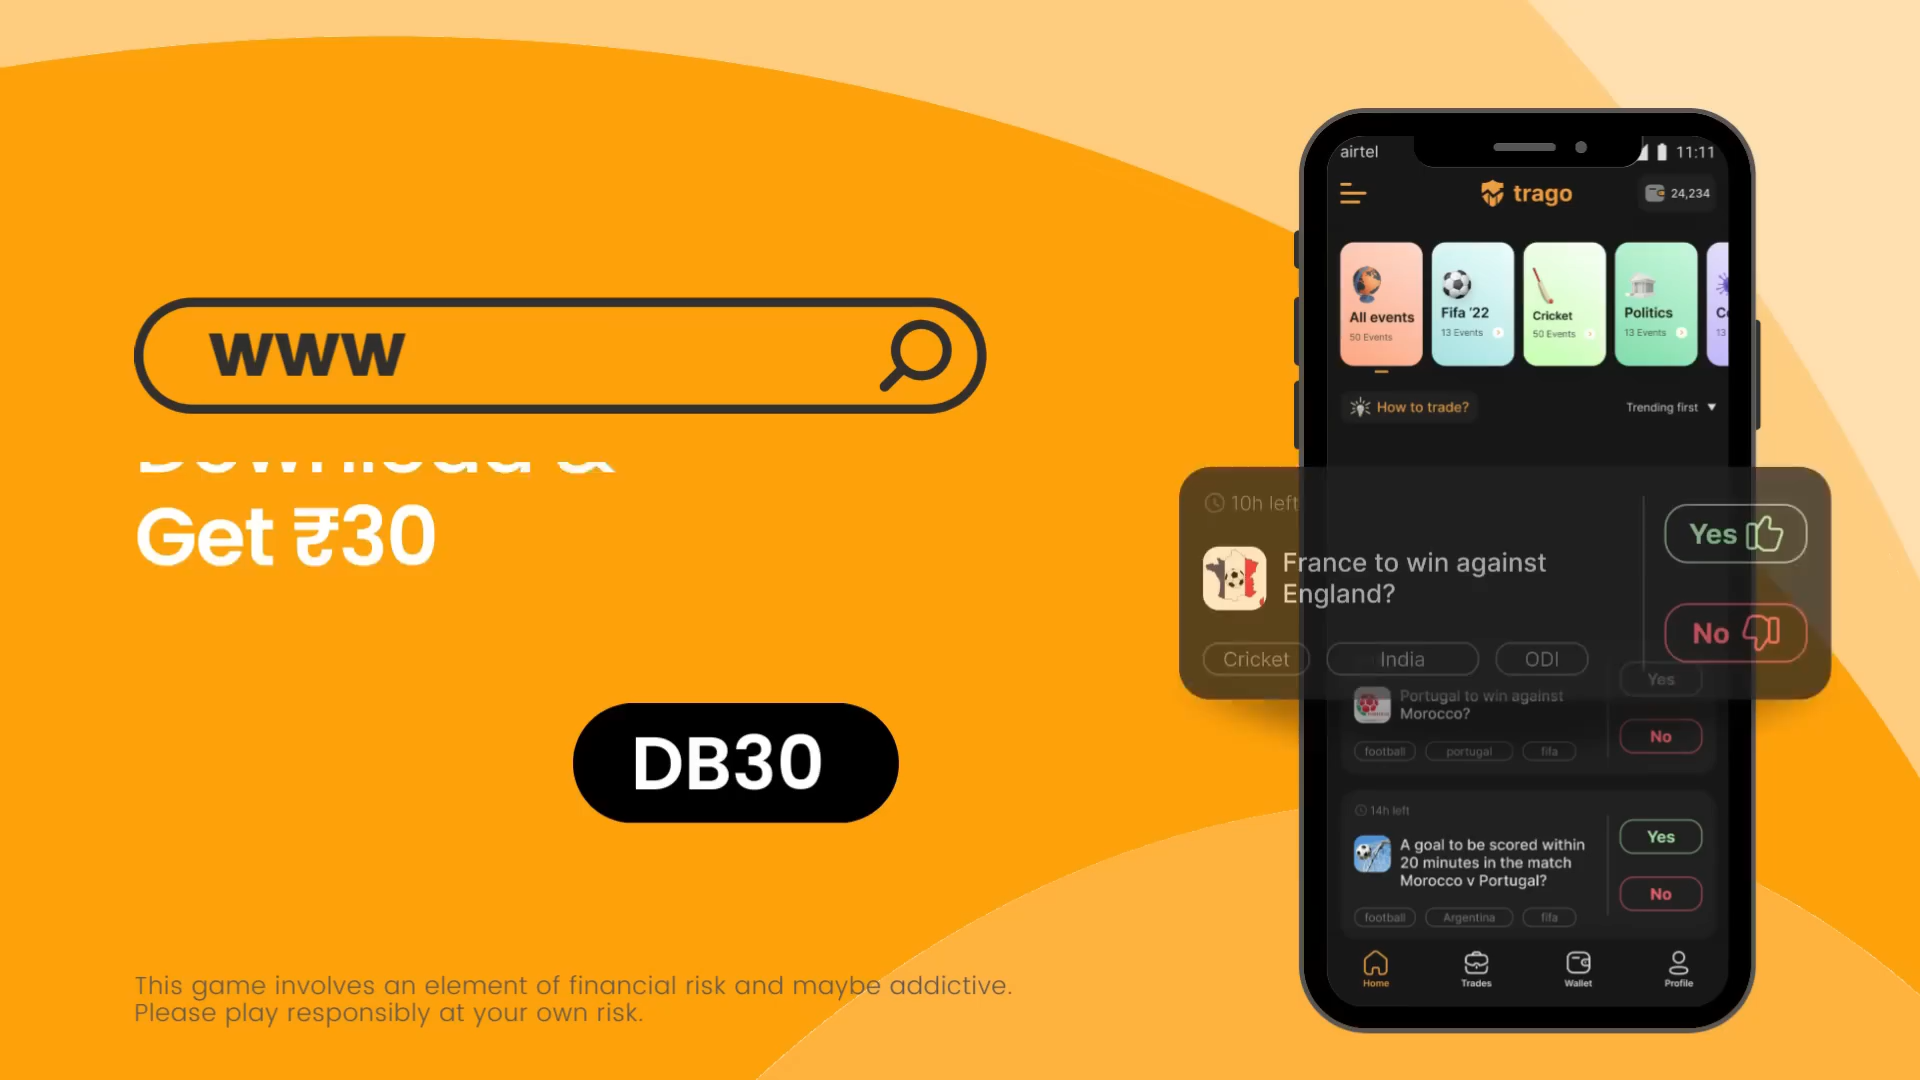 www
Download &
Get ₹30
DB30
This game involves an element of financial risk and maybe addictive.
Please play responsibly at your own risk.
airtel
11:11
trago
24,234
All events
50 Events
Fifa '22
13 Events
Cricket
50 Events
Politics
13 Events
13
How to trade?
Trending first
10h left
France to win against
England?
Yes
No
Cricket
India
ODI
Portugal to win against
Morocco?
Yes
No
football
portugal
fifa
14h left
A goal to be scored within
20 minutes in the match
Morocco v Portugal?
Yes
No
football
Argentina
fifa
Home
Trades
Wallet
Profile